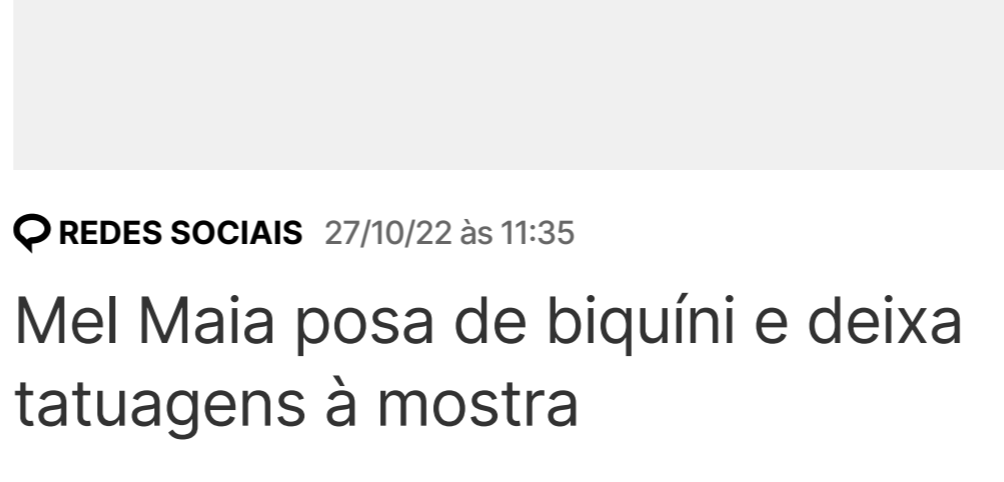 REDES SOCIAIS 27/10/22 às 11:35
Mel Maia posa de biquíni e deixa
tatuagens à mostra